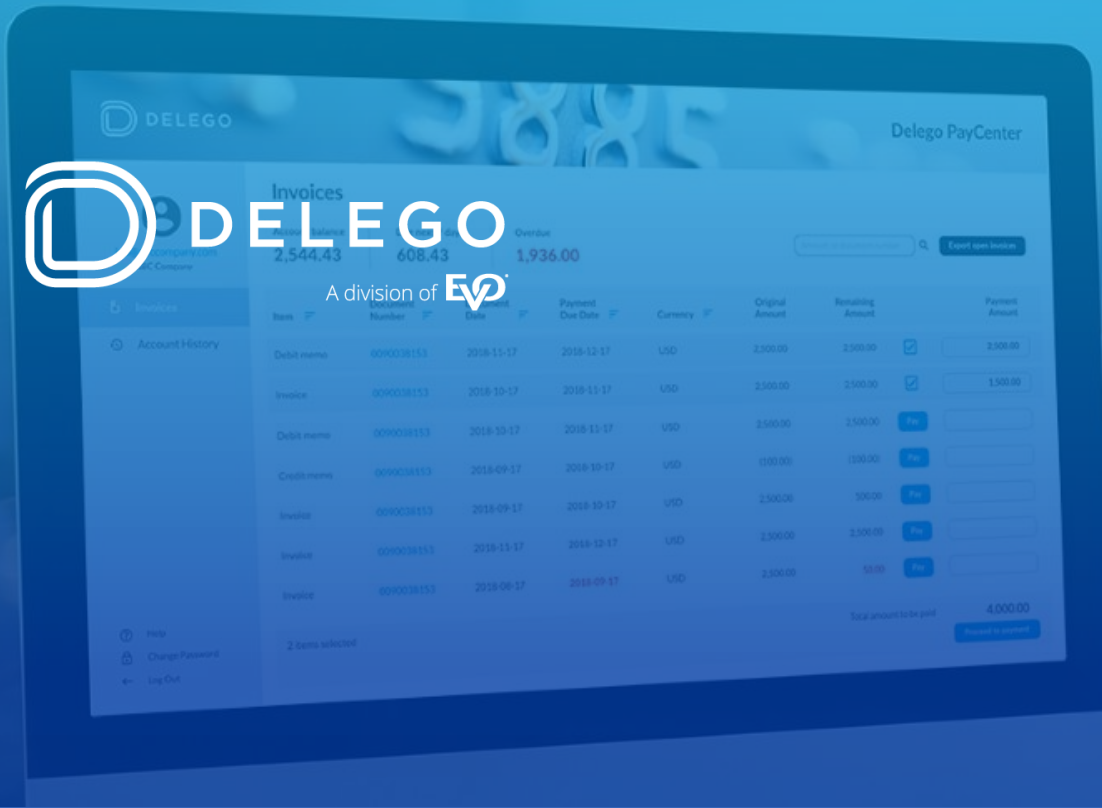 DELEGO
Delego PayCenter
DELEGO
A division of EVO
Invoices
Overdue
2,544.43 608.43 1,936.00
Export open invoices
Invoices
Account History
Item Document Number Date Payment Due Date Currency Original Amount Remaining Amount Payment Amount
Debit memo 0090038153 2018-11-17 2018-12-17 USD 2,500.00 2,500.00 2,500.00
Invoice 0090038153 2018-10-17 2018-11-17 USD 2,500.00 2,500.00 1,500.00
Debit memo 0090038153 2018-10-17 2018-11-17 USD 2,500.00 2,500.00 Pay
Credit memo 0090038153 2018-09-17 2018-10-17 USD (100.00) (100.00) Pay
Invoice 0090038153 2018-09-17 2018-10-17 USD 2,500.00 500.00 Pay
Invoice 0090038153 2018-11-17 2018-12-17 USD 2,500.00 2,500.00 Pay
Invoice 0090038153 2018-08-17 2018-09-17 USD 2,500.00 Pay
Total amount to be paid 4,000.00
2 items selected
Proceed to payment
Help
Change Password
Log Out